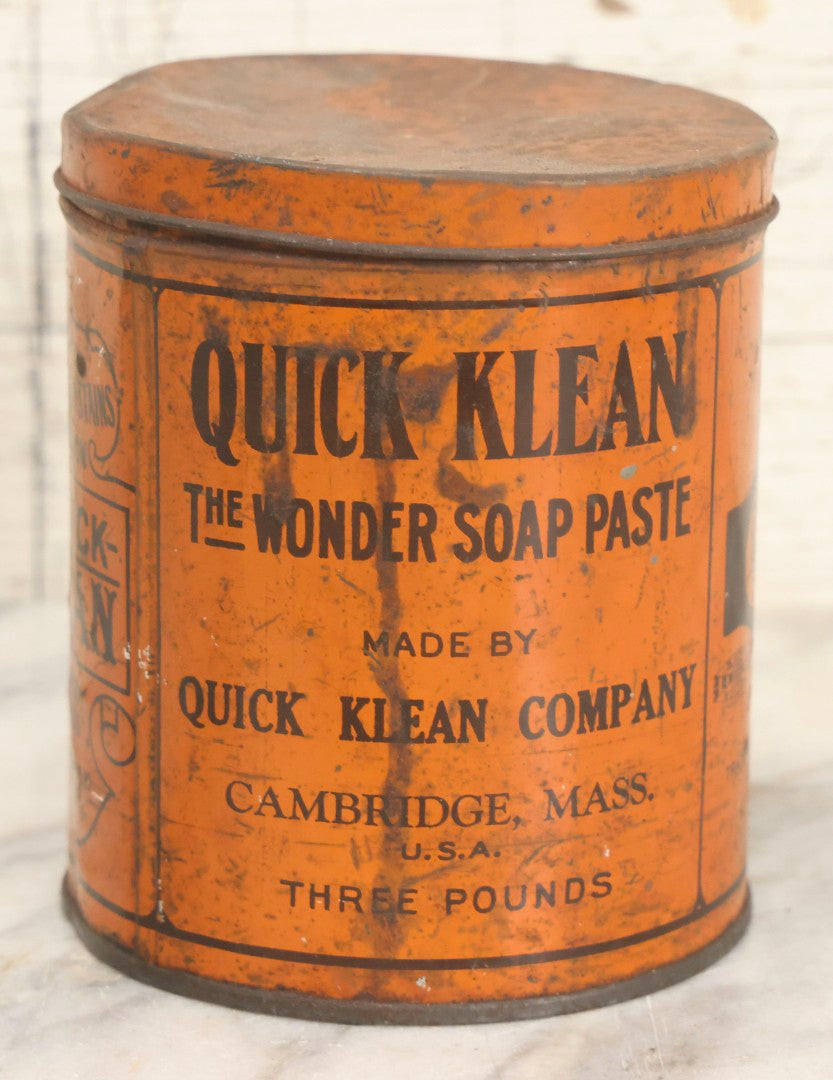 QUICK KLEAN
THE WONDER SOAP PASTE
MADE BY
QUICK KLEAN COMPANY
CAMBRIDGE, MASS.
U.S.A.
THREE POUNDS